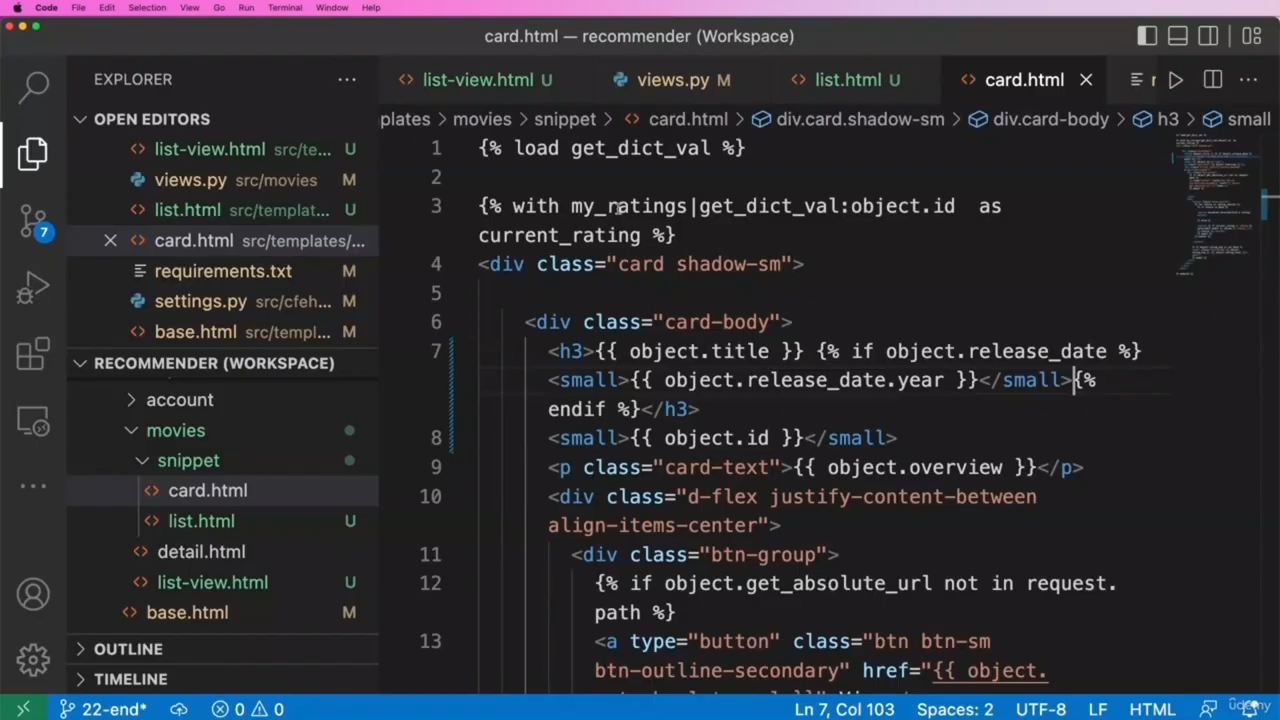 Code File Edit Selection View Go Run Terminal Window Help
card.html — recommender (Workspace)
EXPLORER
list-view.html U
views.py M
list.html U
card.html
OPEN EDITORS
list-view.html src/te... U
views.py src/movies M
list.html src/templat... U
card.html src/templates/...
requirements.txt M
settings.py src/cfeh... M
base.html src/templ... M
RECOMMENDER (WORKSPACE)
account
movies
snippet
card.html
list.html U
detail.html
list-view.html U
base.html M
OUTLINE
TIMELINE
7
plates > movies > snippet > card.html > div.card.shadow-sm > div.card-body > h3 > small
1 {% load get_dict_val %}
2
3 {% with my_ratings|get_dict_val:object.id  as
current_rating %}
4 <div class="card shadow-sm">
5
6 <div class="card-body">
7 <h3>{{ object.title }} {% if object.release_date %}
<small>{{ object.release_date.year }}</small>{%
endif %}</h3>
8 <small>{{ object.id }}</small>
9 <p class="card-text">{{ object.overview }}</p>
10 <div class="d-flex justify-content-between
align-items-center">
11 <div class="btn-group">
12 {% if object.get_absolute_url not in request.
path %}
13 <a type="button" class="btn btn-sm
btn-outline-secondary" href="{{ object.
22-end* 0 0 Ln 7, Col 103 Spaces: 2 UTF-8 LF HTML
udemy